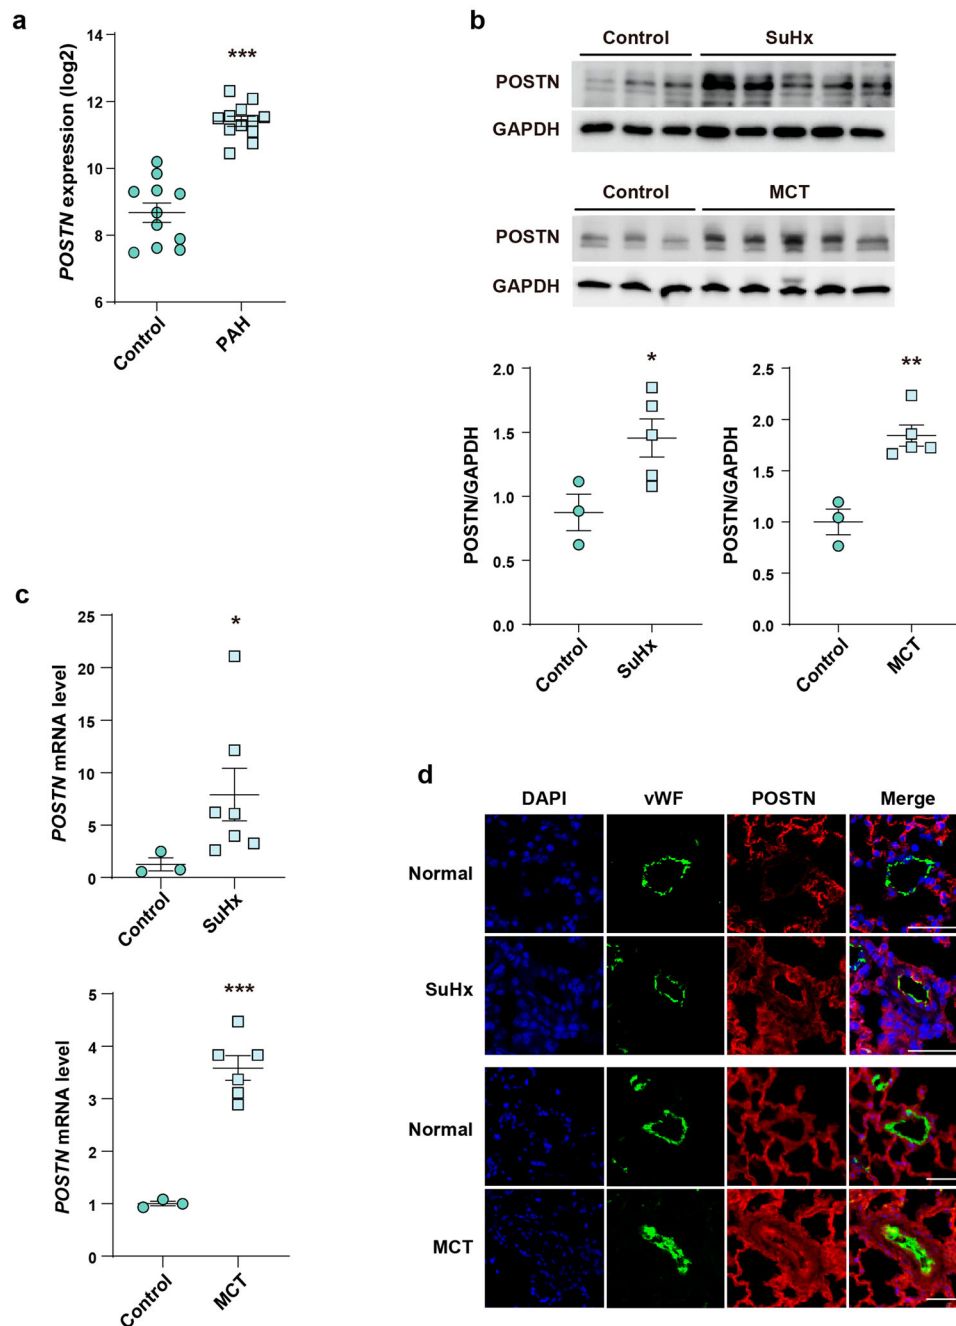 a
POSTN expression (log2)
14
12
10
8
6
***
Control
PAH
b
Control
SuHx
POSTN
GAPDH
Control
MCT
POSTN
GAPDH
POSTN/GAPDH
2.0
1.5
1.0
0.5
0.0
*
Control
SuHx
POSTN/GAPDH
2.5
2.0
1.5
1.0
0.5
0.0
**
Control
MCT
c
POSTN mRNA level
25
20
15
10
5
0
*
Control
SuHx
POSTN mRNA level
5
4
3
2
1
0
***
Control
MCT
d
DAPI
vWF
POSTN
Merge
Normal
SuHx
Normal
MCT